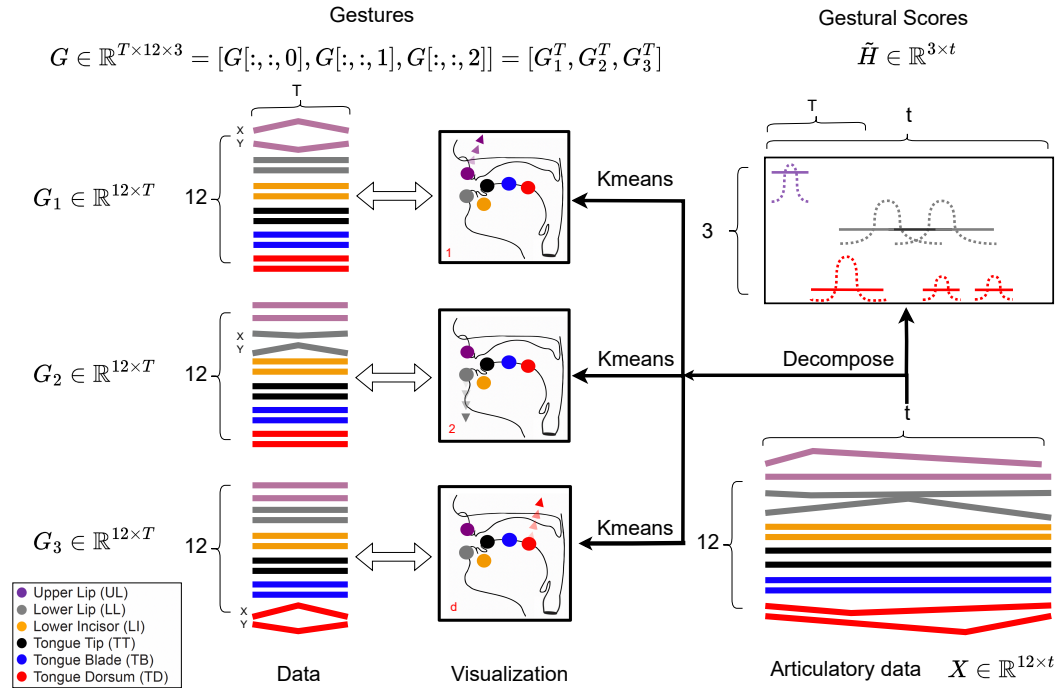 Gestures
Gestural Scores
G ∈ ℝ^{T×12×3} = [G[:,:,0], G[:,:,1], G[:,:,2]] = [G_1^T, G_2^T, G_3^T]
H̃ ∈ ℝ^{3×t}
T
T
t
X
Y
G_1 ∈ ℝ^{12×T}
12
1
Kmeans
3
X
Y
G_2 ∈ ℝ^{12×T}
12
2
Kmeans
Decompose
t
G_3 ∈ ℝ^{12×T}
12
d
Kmeans
12
X
Y
Upper Lip (UL)
Lower Lip (LL)
Lower Incisor (LI)
Tongue Tip (TT)
Tongue Blade (TB)
Tongue Dorsum (TD)
Data
Visualization
Articulatory data X ∈ ℝ^{12×t}